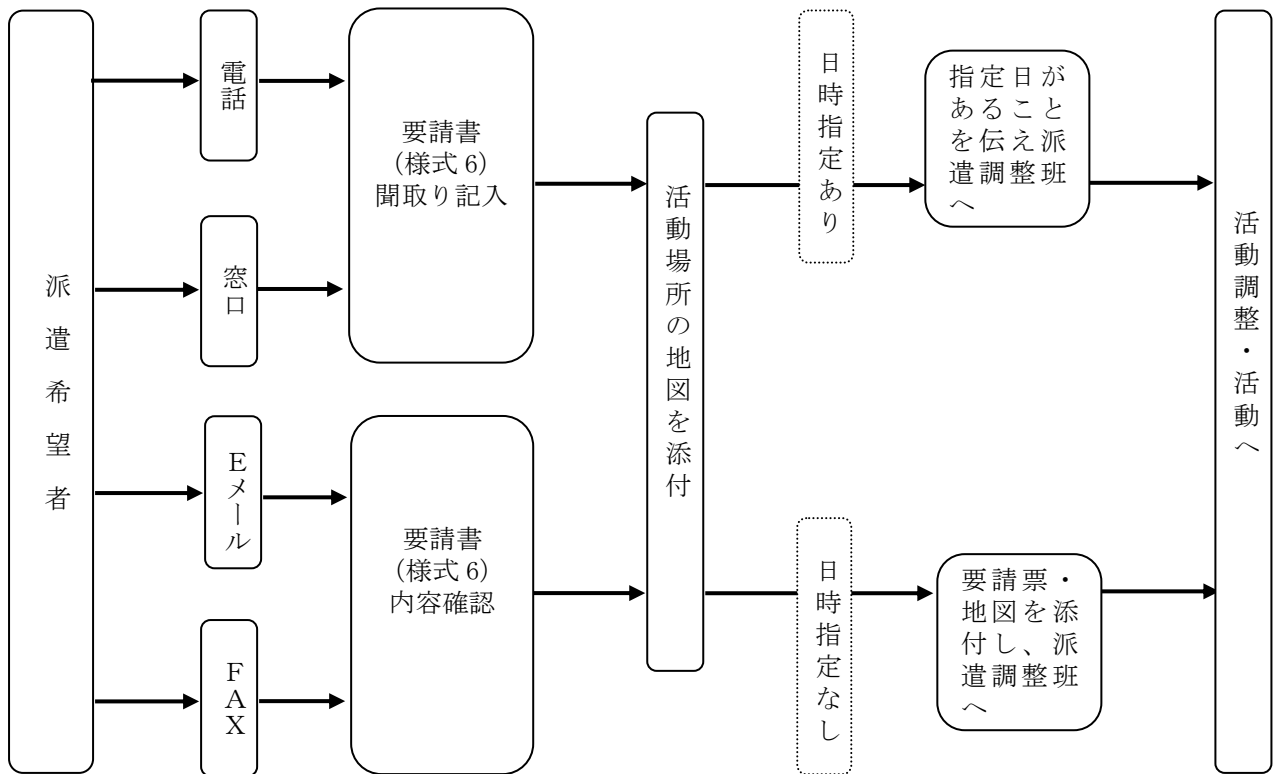 派遣希望者
電話
窓口
Eメール
FAX
要請書
(様式 6)
聞取り記入
要請書
(様式 6)
内容確認
活動場所の地図を添付
日時指定あり
日時指定なし
指定日が
あること
を伝え派
遣調整班
へ
要請票・
地図を添
付し、派
遣調整班
へ
活動調整・活動へ